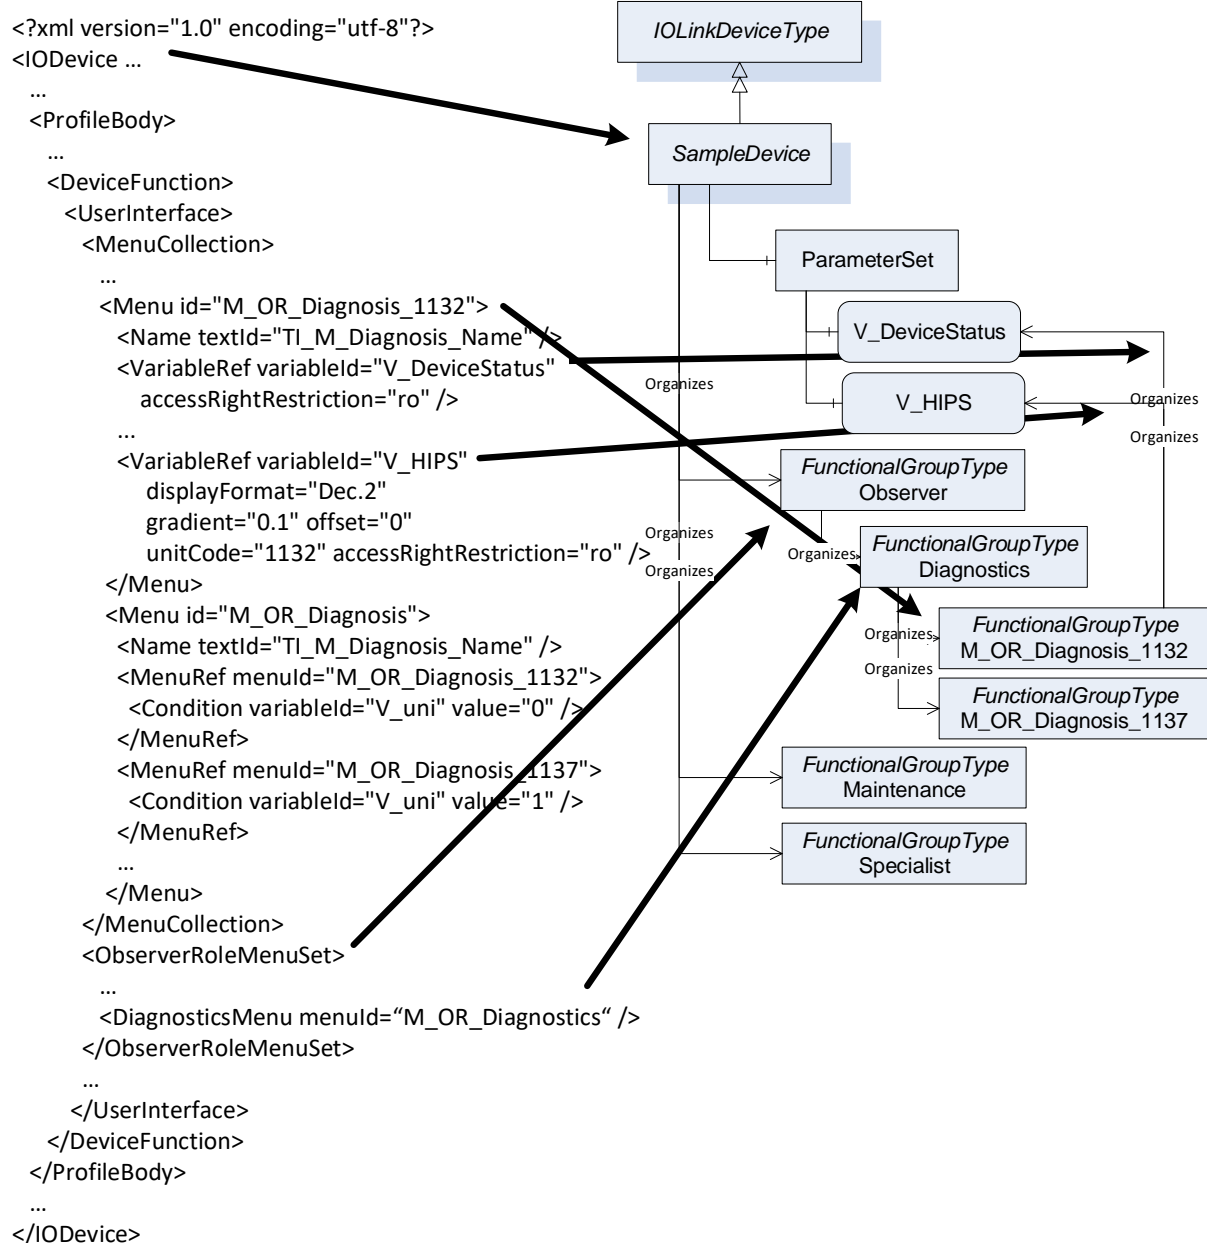 <?xml version="1.0" encoding="utf-8"?>
<IODevice ...
...
<ProfileBody>
...
<DeviceFunction>
<UserInterface>
<MenuCollection>
...
<Menu id="M_OR_Diagnosis_1132">
<Name textId="TI_M_Diagnosis_Name" />
<VariableRef variableId="V_DeviceStatus"
accessRightRestriction="ro" />
...
<VariableRef variableId="V_HIPS"
displayFormat="Dec.2"
gradient="0.1" offset="0"
unitCode="1132" accessRightRestriction="ro" />
</Menu>
<Menu id="M_OR_Diagnosis">
<Name textId="TI_M_Diagnosis_Name" />
<MenuRef menuId="M_OR_Diagnosis_1132">
<Condition variableId="V_uni" value="0" />
</MenuRef>
<MenuRef menuId="M_OR_Diagnosis_1137">
<Condition variableId="V_uni" value="1" />
</MenuRef>
...
</Menu>
</MenuCollection>
<ObserverRoleMenuSet>
...
<DiagnosticsMenu menuId=“M_OR_Diagnostics“ />
</ObserverRoleMenuSet>
...
</UserInterface>
</DeviceFunction>
</ProfileBody>
...
</IODevice>
IOLinkDeviceType
SampleDevice
ParameterSet
V_DeviceStatus
Organizes
V_HIPS
Organizes
Organizes
FunctionalGroupType
Observer
Organizes
Organizes
Organizes
FunctionalGroupType
Diagnostics
Organizes
FunctionalGroupType
M_OR_Diagnosis_1132
Organizes
FunctionalGroupType
M_OR_Diagnosis_1137
FunctionalGroupType
Maintenance
FunctionalGroupType
Specialist